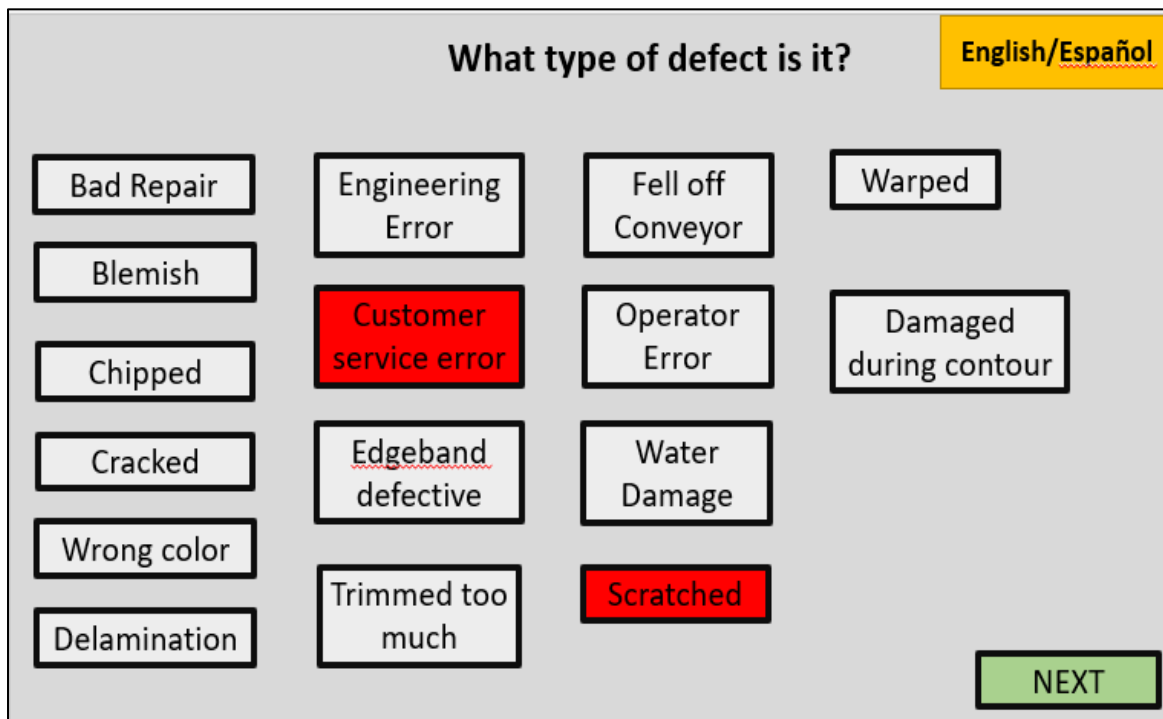 What type of defect is it?
English/Español
Bad Repair
Blemish
Chipped
Cracked
Wrong color
Delamination
Engineering
Error
Customer
service error
Edgeband
defective
Trimmed too
much
Fell off
Conveyor
Operator
Error
Water
Damage
Scratched
Warped
Damaged
during contour
NEXT